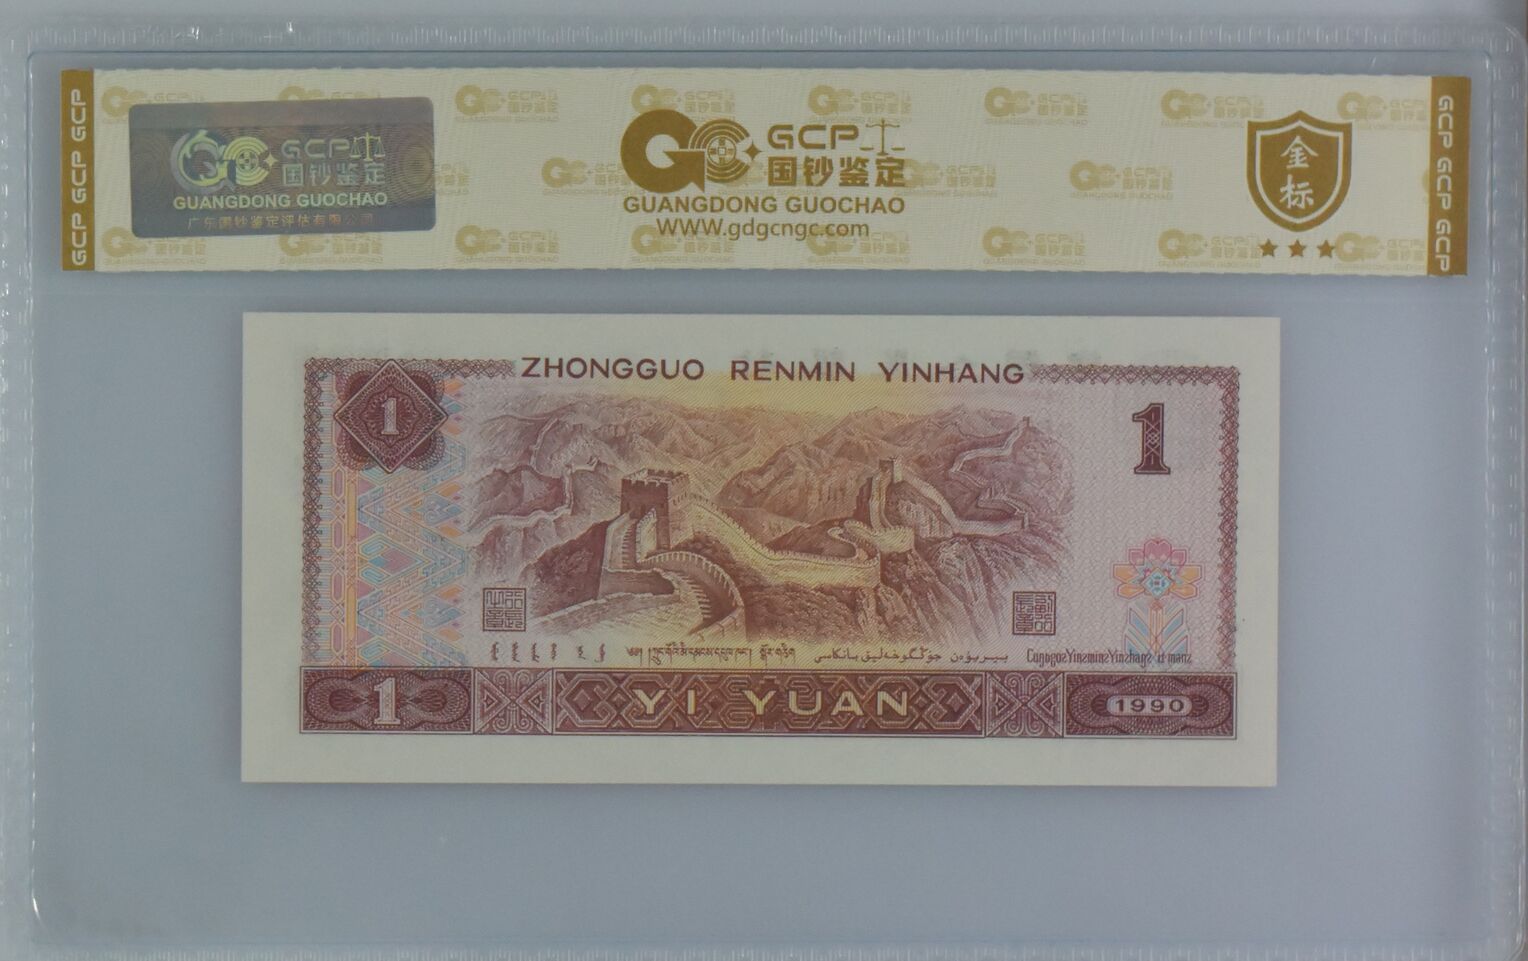 GCP GCP GCP
GCP
国钞鉴定
GUANGDONG GUOCHAO
广东国钞鉴定评估有限公司
GCP
国钞鉴定
GUANGDONG GUOCHAO
WWW.gdgcngc.com
金标
GCP GCP GCP
ZHONGGUO RENMIN YINHANG
1
1
1
YI YUAN
1990